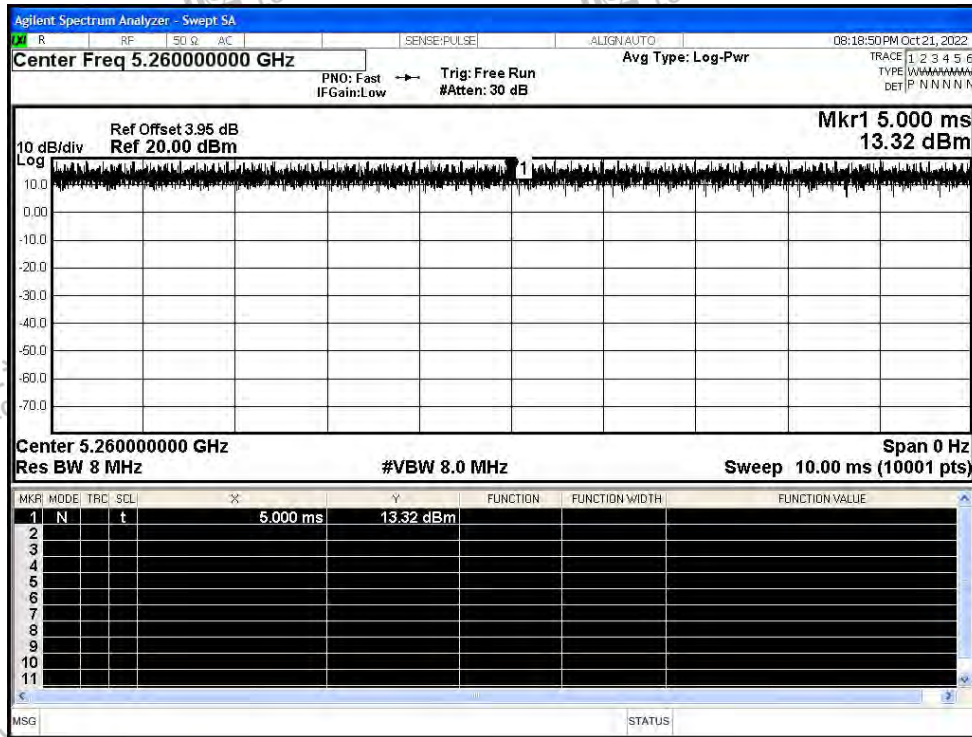 Agilent Spectrum Analyzer - Swept SA
LXI R RF 50 Ω AC SENSE:PULSE ALIGN AUTO 08:18:50 PM Oct 21, 2022
Center Freq 5.260000000 GHz
Avg Type: Log-Pwr
TRACE 1 2 3 4 5 6
PNO: Fast Trig: Free Run
TYPE
IFGain:Low #Atten: 30 dB
DET P N N N N N
Ref Offset 3.95 dB
Mkr1 5.000 ms
10 dB/div Ref 20.00 dBm
13.32 dBm
Log
1
10.0
0.00
-10.0
-20.0
-30.0
-40.0
-50.0
-60.0
-70.0
Center 5.260000000 GHz Span 0 Hz
Res BW 8 MHz #VBW 8.0 MHz Sweep 10.00 ms (10001 pts)
MKR MODE TRC SCL X Y FUNCTION FUNCTION WIDTH FUNCTION VALUE
1 N t 5.000 ms 13.32 dBm
2
3
4
5
6
7
8
9
10
11
MSG STATUS